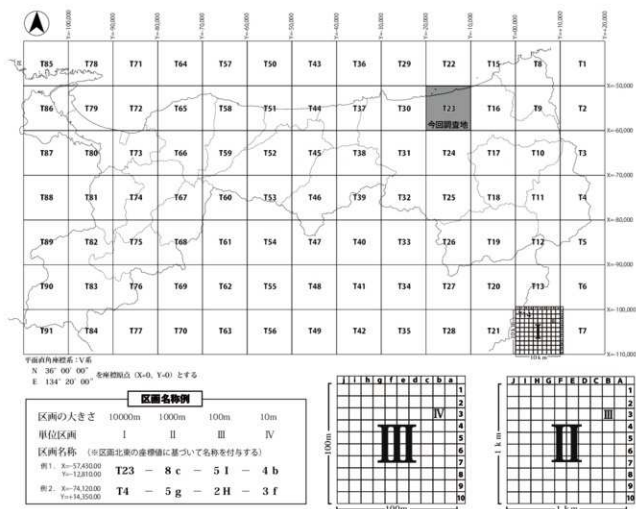 Y=-100,000 Y=-90,000 Y=-80,000 Y=-70,000 Y=-60,000 Y=-50,000 Y=-40,000 Y=-30,000 Y=-20,000 Y=-10,000 Y=±00,000 Y=+10,000 Y=+20,000
T85 T78 T71 T64 T57 T50 T43 T36 T29 T22 T15 T8 T1
X=-50,000
T86 T79 T72 T65 T58 T51 T44 T37 T30 T23 T16 T9 T2
今回調査地
X=-60,000
T87 T80 T73 T66 T59 T52 T45 T38 T31 T24 T17 T10 T3
X=-70,000
T88 T81 T74 T67 T60 T53 T46 T39 T32 T25 T18 T11 T4
X=-80,000
T89 T82 T75 T68 T61 T54 T47 T40 T33 T26 T19 T12 T5
X=-90,000
T90 T83 T76 T69 T62 T55 T48 T41 T34 T27 T20 T13 T6
X=-100,000
T91 T84 T77 T70 T63 T56 T49 T42 T35 T28 T21 T14 T7
I
10km
X=-110,000
平面直角座標系:V系
N 36° 00′ 00″
E 134° 20′ 00″
を座標原点 (X=0, Y=0) とする
区画名称例
区画の大きさ 10000m 1000m 100m 10m
単位区画 I II III IV
区画名称 (※区画北東の座標値に基づいて名称を付与する)
例1. X=-57,430.00
Y=-12,810.00
T23 － 8 c － 5 I － 4 b
例2. X=-74,120.00
Y=+14,350.00
T4 － 5 g － 2 H － 3 f
j i h g f e d c b a
1
2
3
4
5
6
7
8
9
10
IV
III
100m
100m
J I H G F E D C B A
1
2
3
4
5
6
7
8
9
10
III
II
1 km
1 km